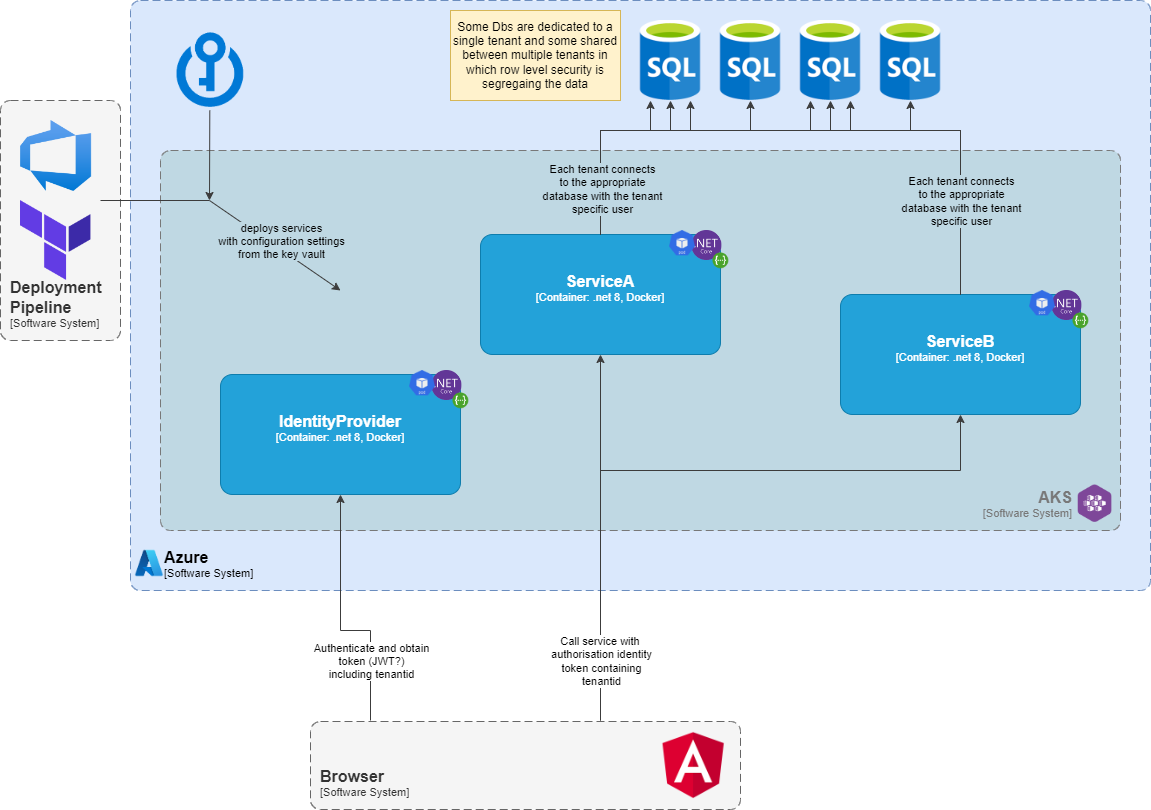 Some Dbs are dedicated to a
single tenant and some shared
between multiple tenants in
which row level security is
segregaing the data
SQL
SQL
SQL
SQL
Each tenant connects
to the appropriate
database with the tenant
specific user
Each tenant connects
to the appropriate
database with the tenant
specific user
deploys services
with configuration settings
from the key vault
Deployment
Pipeline
[Software System]
pod
.NET
Core
{···}
ServiceA
[Container: .net 8, Docker]
pod
.NET
Core
{···}
ServiceB
[Container: .net 8, Docker]
pod
.NET
Core
{···}
IdentityProvider
[Container: .net 8, Docker]
AKS
[Software System]
Azure
[Software System]
Authenticate and obtain
token (JWT?)
including tenantid
Call service with
authorisation identity
token containing
tenantid
Browser
[Software System]
A